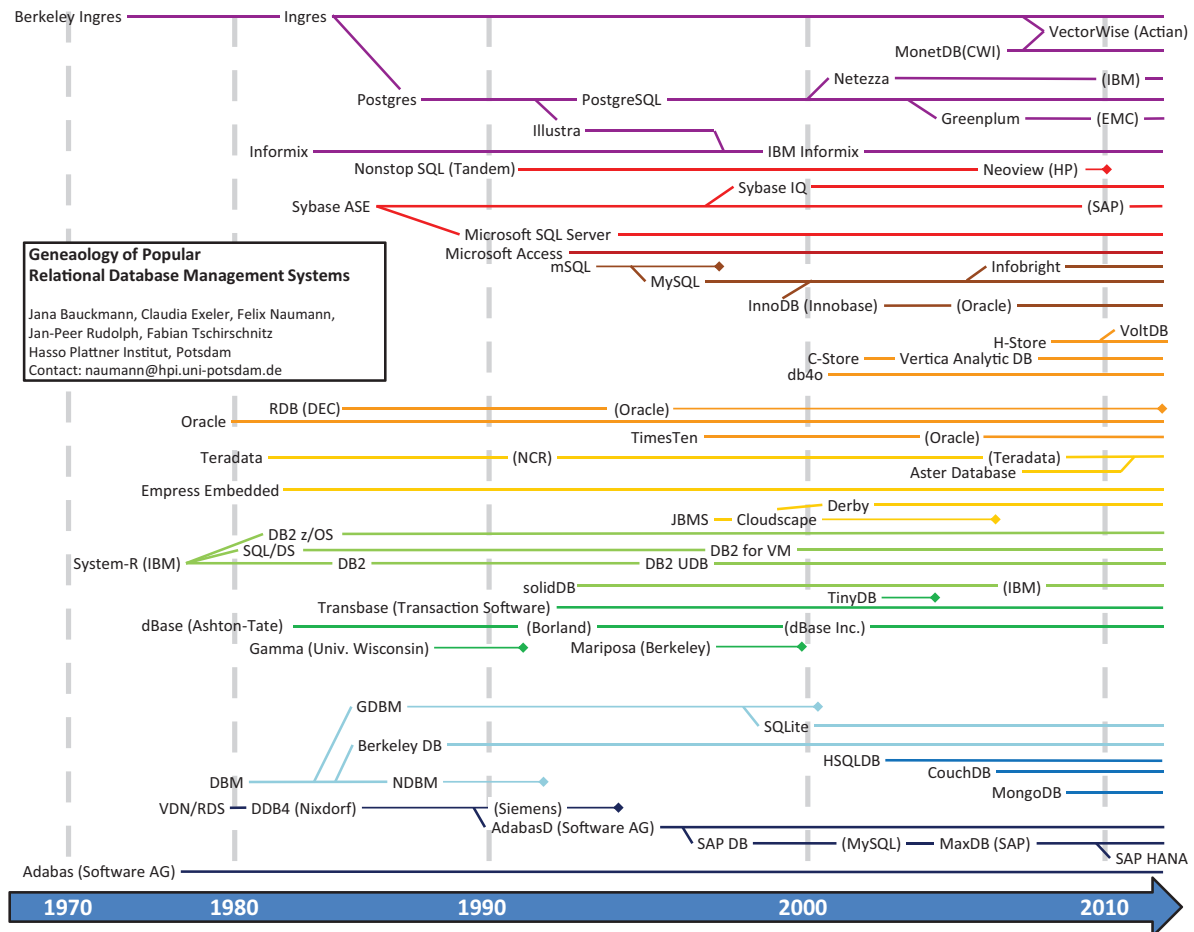 Berkeley Ingres
Ingres
VectorWise (Actian)
MonetDB(CWI)
Netezza
(IBM)
Postgres
PostgreSQL
Greenplum
(EMC)
Illustra
Informix
IBM Informix
Nonstop SQL (Tandem)
Neoview (HP)
Sybase IQ
Sybase ASE
(SAP)
Microsoft SQL Server
Microsoft Access
mSQL
Infobright
MySQL
InnoDB (Innobase)
(Oracle)
Geneaology of Popular
Relational Database Management Systems
Jana Bauckmann, Claudia Exeler, Felix Naumann,
Jan-Peer Rudolph, Fabian Tschirschnitz
Hasso Plattner Institut, Potsdam
Contact: naumann@hpi.uni-potsdam.de
VoltDB
H-Store
C-Store
Vertica Analytic DB
db4o
RDB (DEC)
(Oracle)
Oracle
TimesTen
(Oracle)
Teradata
(NCR)
(Teradata)
Aster Database
Empress Embedded
Derby
JBMS
Cloudscape
DB2 z/OS
SQL/DS
DB2 for VM
System-R (IBM)
DB2
DB2 UDB
solidDB
(IBM)
TinyDB
Transbase (Transaction Software)
dBase (Ashton-Tate)
(Borland)
(dBase Inc.)
Gamma (Univ. Wisconsin)
Mariposa (Berkeley)
GDBM
SQLite
Berkeley DB
HSQLDB
CouchDB
DBM
NDBM
MongoDB
VDN/RDS
DDB4 (Nixdorf)
(Siemens)
AdabasD (Software AG)
SAP DB
(MySQL)
MaxDB (SAP)
SAP HANA
Adabas (Software AG)
1970
1980
1990
2000
2010